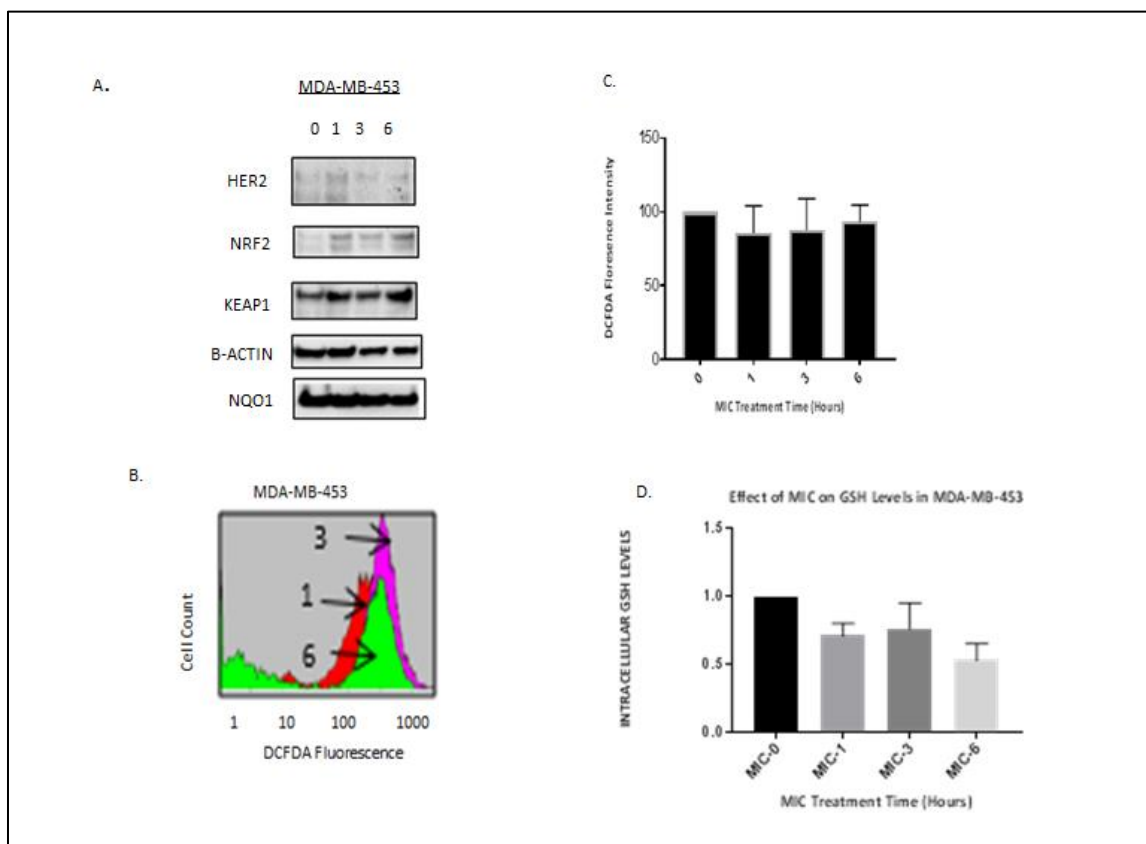 A.
MDA-MB-453
0 1 3 6
HER2
NRF2
KEAP1
B-ACTIN
NQO1
B.
MDA-MB-453
3
1
6
Cell Count
1 10 100 1000
DCFDA Fluorescence
C.
DCFDA Floresence Intensity
150
100
50
0
0 1 3 6
MIC Treatment Time (Hours)
D.
Effect of MIC on GSH Levels in MDA-MB-453
INTRACELLULAR GSH LEVELS
1.5
1.0
0.5
0.0
MIC-0 MIC-1 MIC-3 MIC-6
MIC Treatment Time (Hours)